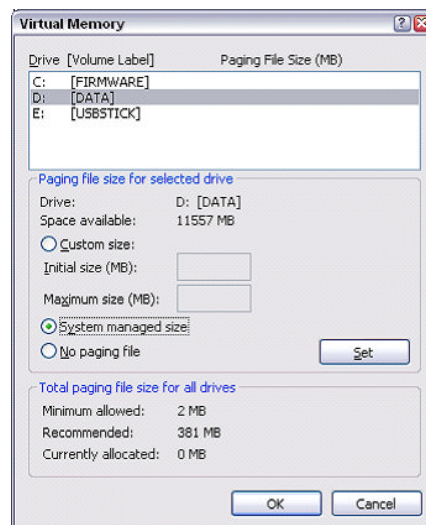 Virtual Memory
Drive [Volume Label] Paging File Size (MB)
C: [FIRMWARE]
D: [DATA]
E: [USBSTICK]
Paging file size for selected drive
Drive: D: [DATA]
Space available: 11557 MB
Custom size:
Initial size (MB):
Maximum size (MB):
System managed size
No paging file
Set
Total paging file size for all drives
Minimum allowed: 2 MB
Recommended: 381 MB
Currently allocated: 0 MB
OK Cancel